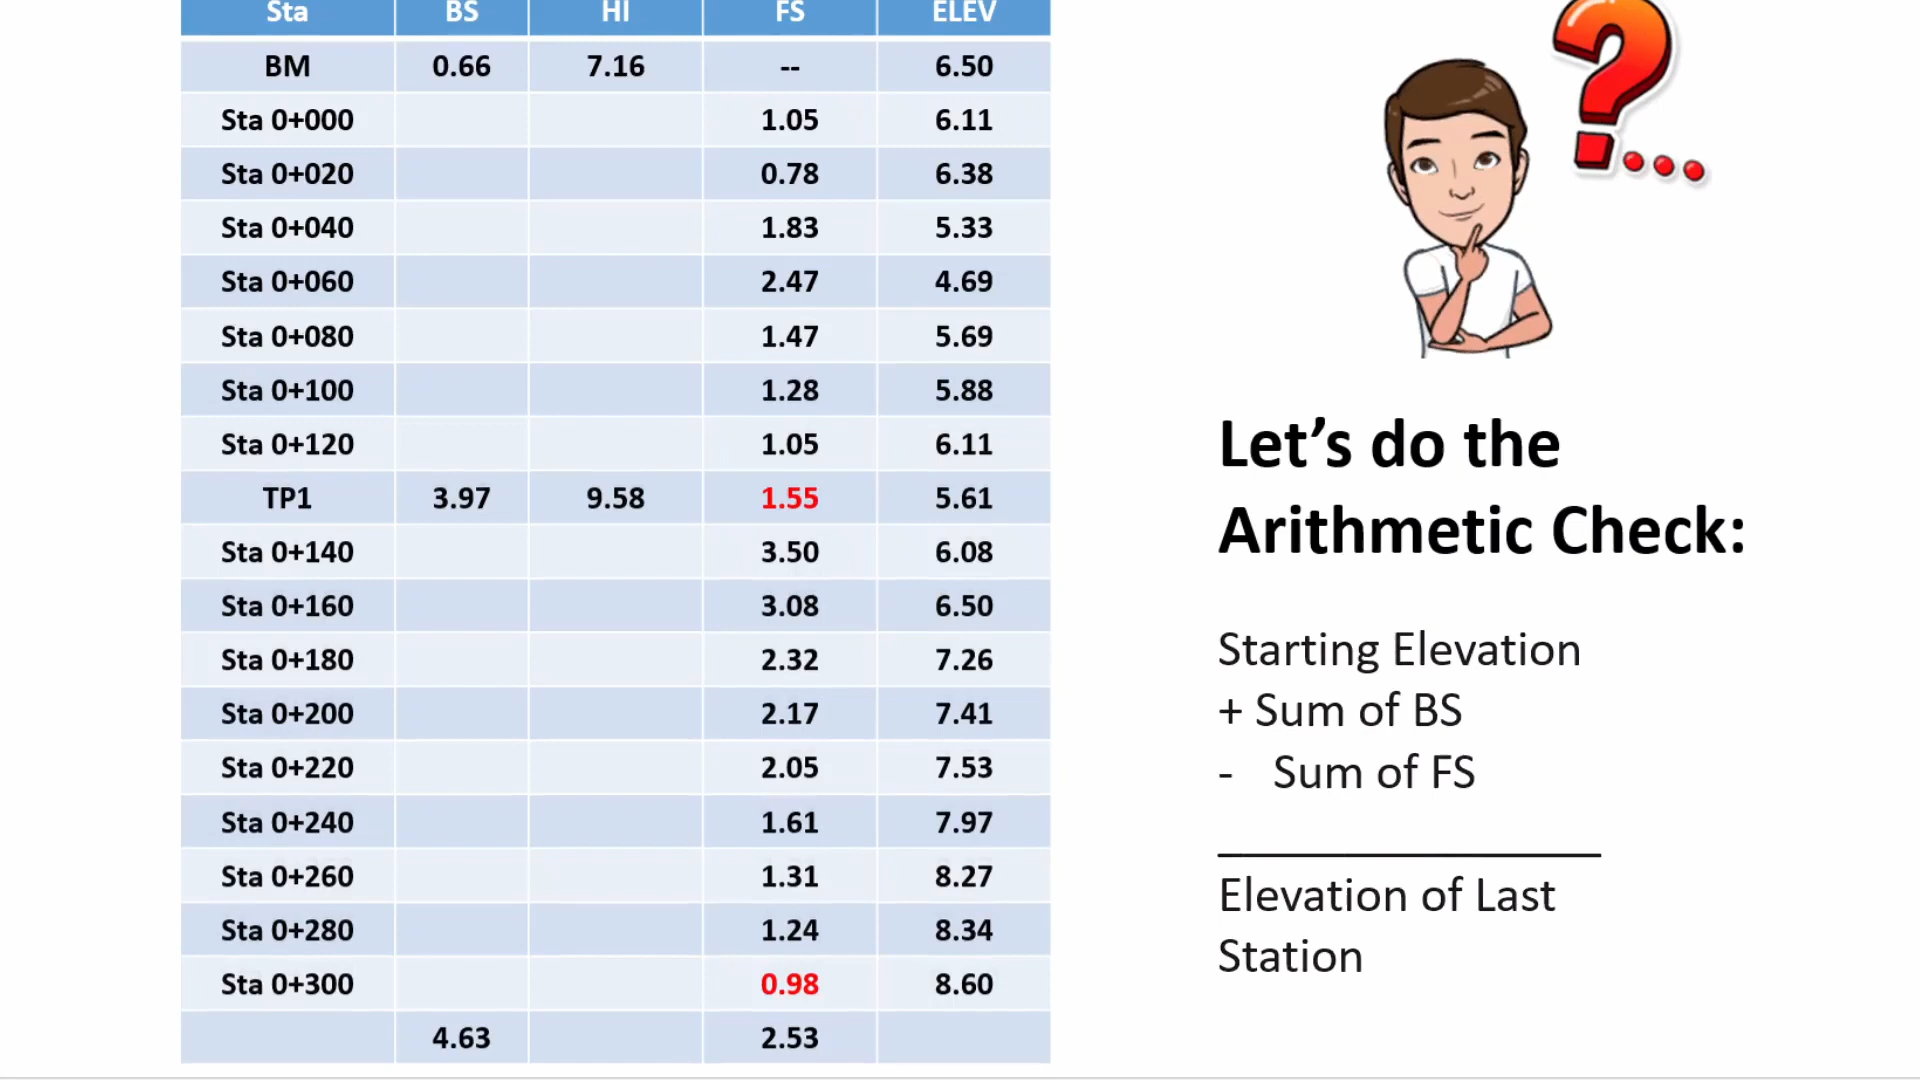 Sta BS HI FS ELEV
BM 0.66 7.16 -- 6.50
Sta 0+000 1.05 6.11
Sta 0+020 0.78 6.38
Sta 0+040 1.83 5.33
Sta 0+060 2.47 4.69
Sta 0+080 1.47 5.69
Sta 0+100 1.28 5.88
Sta 0+120 1.05 6.11
TP1 3.97 9.58 1.55 5.61
Sta 0+140 3.50 6.08
Sta 0+160 3.08 6.50
Sta 0+180 2.32 7.26
Sta 0+200 2.17 7.41
Sta 0+220 2.05 7.53
Sta 0+240 1.61 7.97
Sta 0+260 1.31 8.27
Sta 0+280 1.24 8.34
Sta 0+300 0.98 8.60
4.63 2.53
?...
Let’s do the
Arithmetic Check:
Starting Elevation
+ Sum of BS
- Sum of FS
Elevation of Last
Station